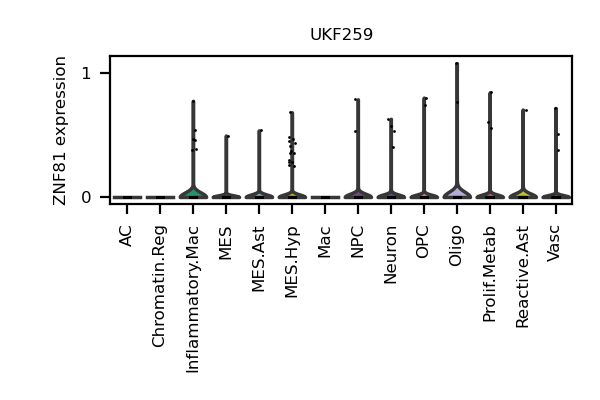 UKF259
ZNF81 expression
1
0
AC
Chromatin.Reg
Inflammatory.Mac
MES
MES.Ast
MES.Hyp
Mac
NPC
Neuron
OPC
Oligo
Prolif.Metab
Reactive.Ast
Vasc